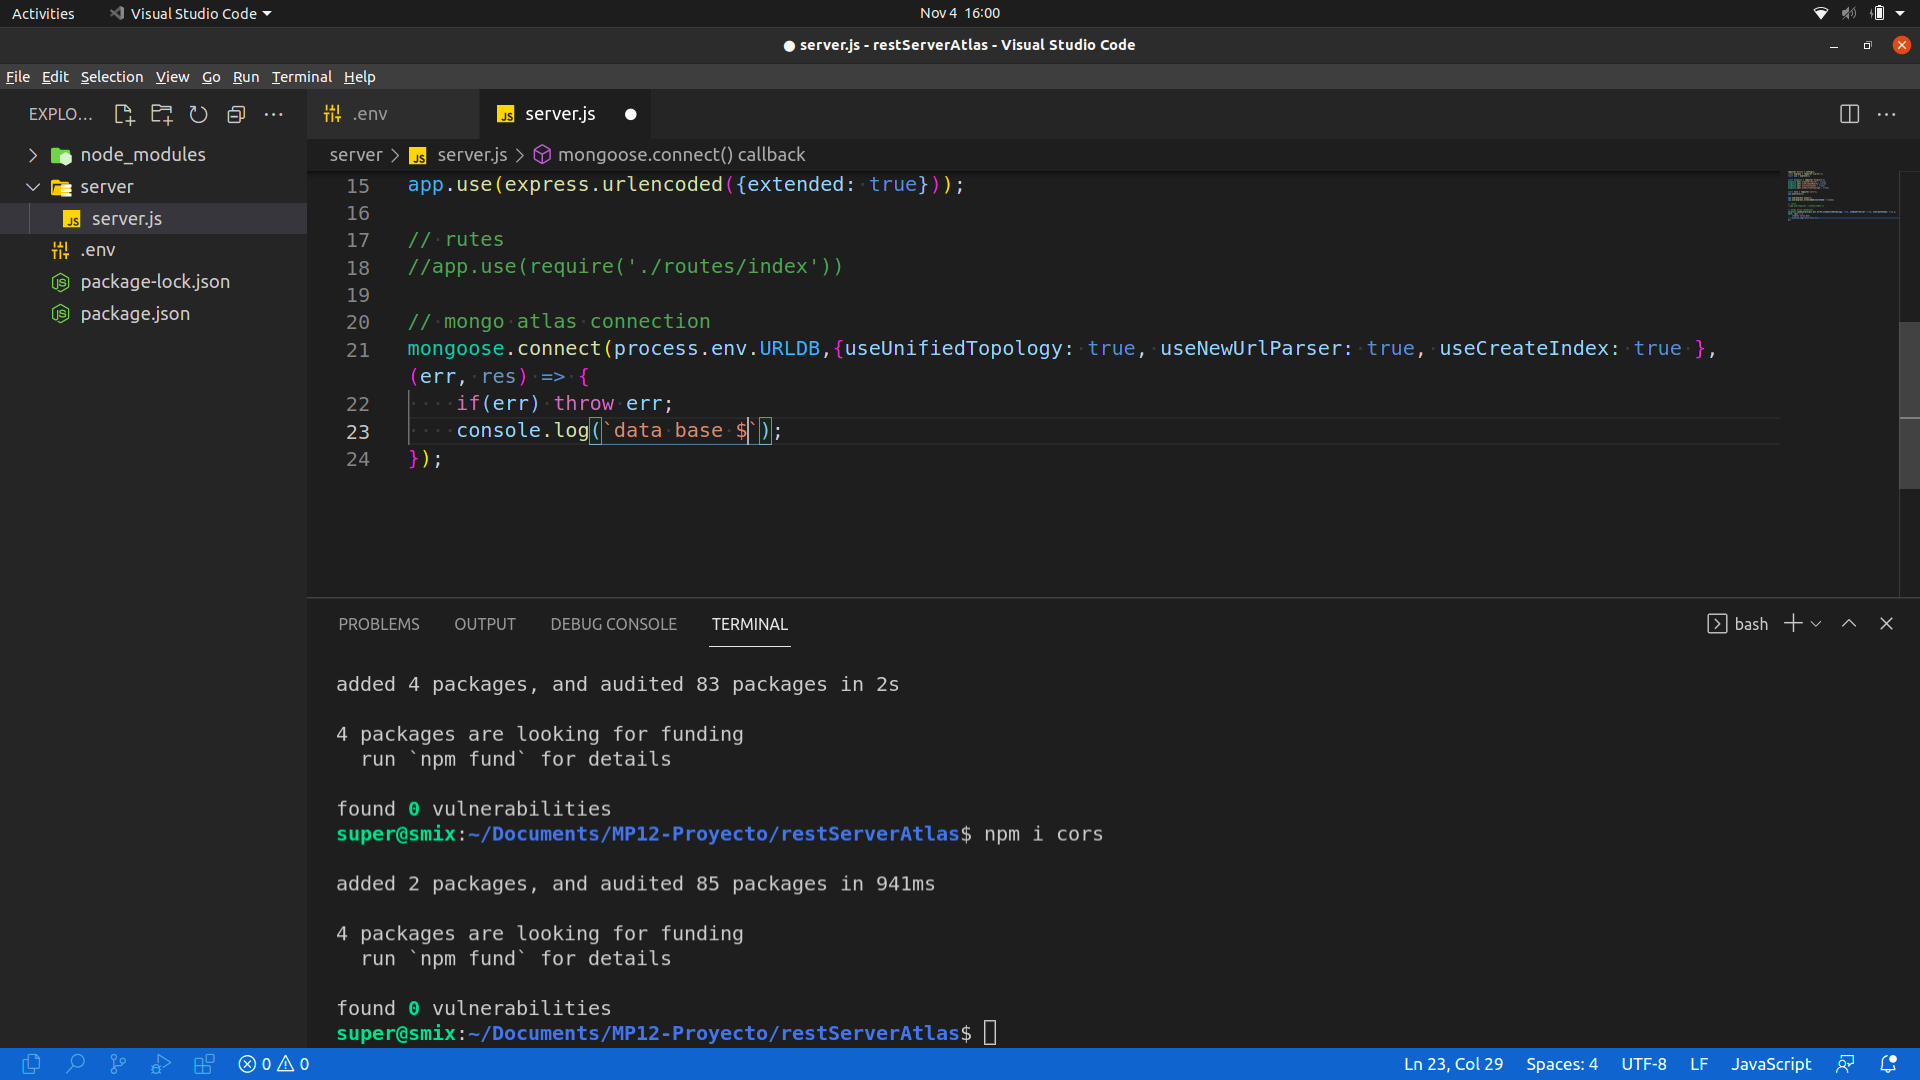 Activities Visual Studio Code Nov 4 16:00
server.js - restServerAtlas - Visual Studio Code
File Edit Selection View Go Run Terminal Help
EXPLO... .env server.js
node_modules
server
server.js
.env
package-lock.json
package.json
server server.js mongoose.connect() callback
15 app.use(express.urlencoded({extended: true}));
16
17 // rutes
18 //app.use(require('./routes/index'))
19
20 // mongo atlas connection
21 mongoose.connect(process.env.URLDB,{useUnifiedTopology: true, useNewUrlParser: true, useCreateIndex: true },
(err, res) => {
22 if(err) throw err;
23 console.log(`data base $`);
24 });
PROBLEMS OUTPUT DEBUG CONSOLE TERMINAL bash
added 4 packages, and audited 83 packages in 2s
4 packages are looking for funding
run `npm fund` for details
found 0 vulnerabilities
super@smix:~/Documents/MP12-Proyecto/restServerAtlas$ npm i cors
added 2 packages, and audited 85 packages in 941ms
4 packages are looking for funding
run `npm fund` for details
found 0 vulnerabilities
super@smix:~/Documents/MP12-Proyecto/restServerAtlas$
0 0 Ln 23, Col 29 Spaces: 4 UTF-8 LF JavaScript